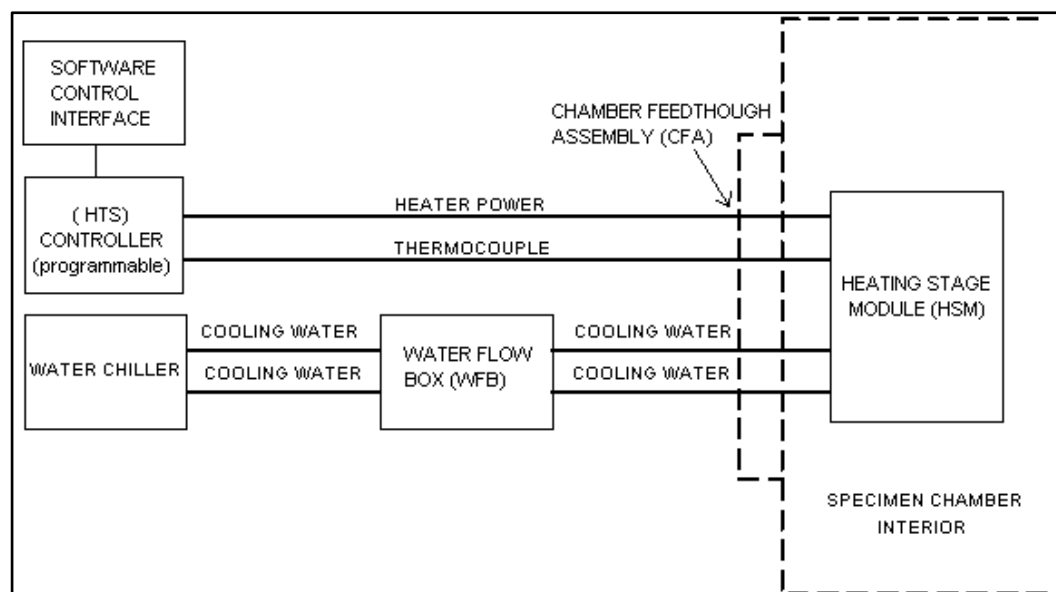 SOFTWARE
CONTROL
INTERFACE
CHAMBER FEEDTHOUGH
ASSEMBLY (CFA)
( HTS)
CONTROLLER
(programmable)
HEATER POWER
THERMOCOUPLE
HEATING STAGE
MODULE (HSM)
COOLING WATER
COOLING WATER
WATER CHILLER
WATER FLOW
BOX (WFB)
COOLING WATER
COOLING WATER
SPECIMEN CHAMBER
INTERIOR